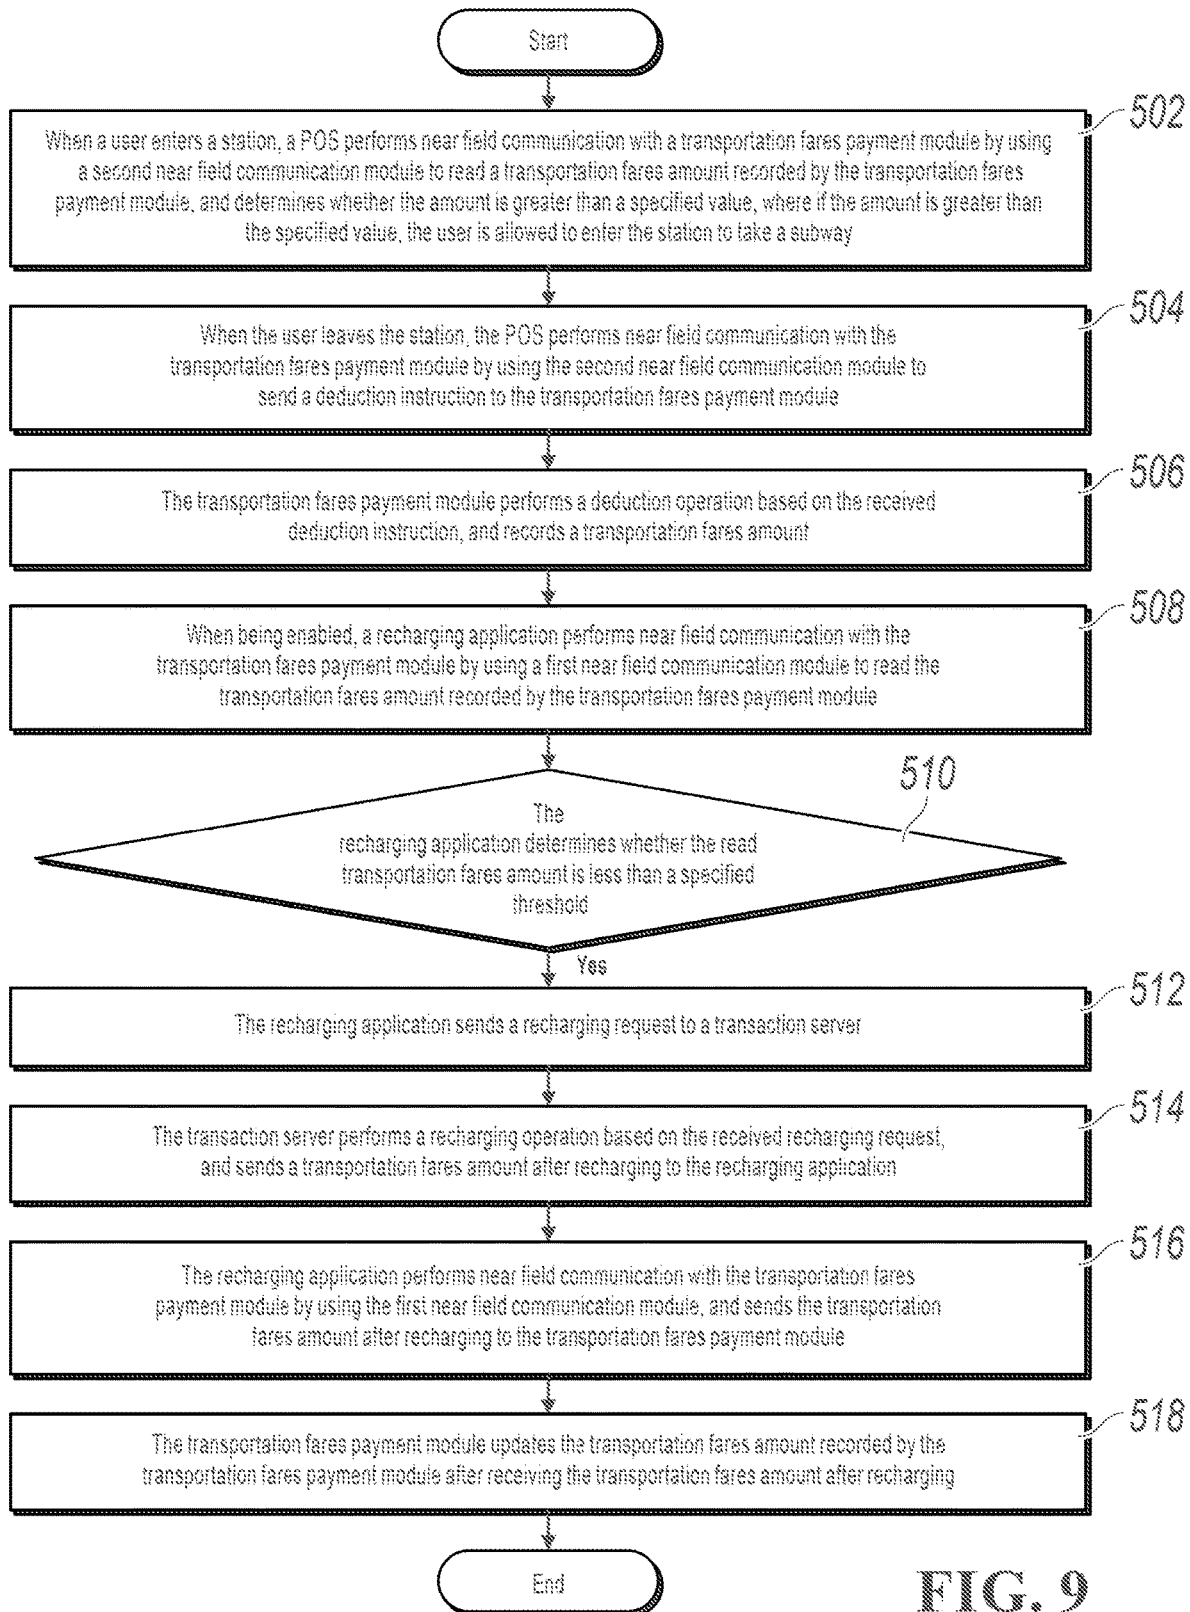 Start
502
When a user enters a station, a POS performs near field communication with a transportation fares payment module by using
a second near field communication module to read a transportation fares amount recorded by the transportation fares
payment module, and determines whether the amount is greater than a specified value, where if the amount is greater than
the specified value, the user is allowed to enter the station to take a subway
504
When the user leaves the station, the POS performs near field communication with the
transportation fares payment module by using the second near field communication module to
send a deduction instruction to the transportation fares payment module
506
The transportation fares payment module performs a deduction operation based on the received
deduction instruction, and records a transportation fares amount
508
When being enabled, a recharging application performs near field communication with the
transportation fares payment module by using a first near field communication module to read the
transportation fares amount recorded by the transportation fares payment module
510
The
recharging application determines whether the read
transportation fares amount is less than a specified
threshold
Yes
512
The recharging application sends a recharging request to a transaction server
514
The transaction server performs a recharging operation based on the received recharging request,
and sends a transportation fares amount after recharging to the recharging application
516
The recharging application performs near field communication with the transportation fares
payment module by using the first near field communication module, and sends the transportation
fares amount after recharging to the transportation fares payment module
518
The transportation fares payment module updates the transportation fares amount recorded by the
transportation fares payment module after receiving the transportation fares amount after recharging
End
FIG. 9